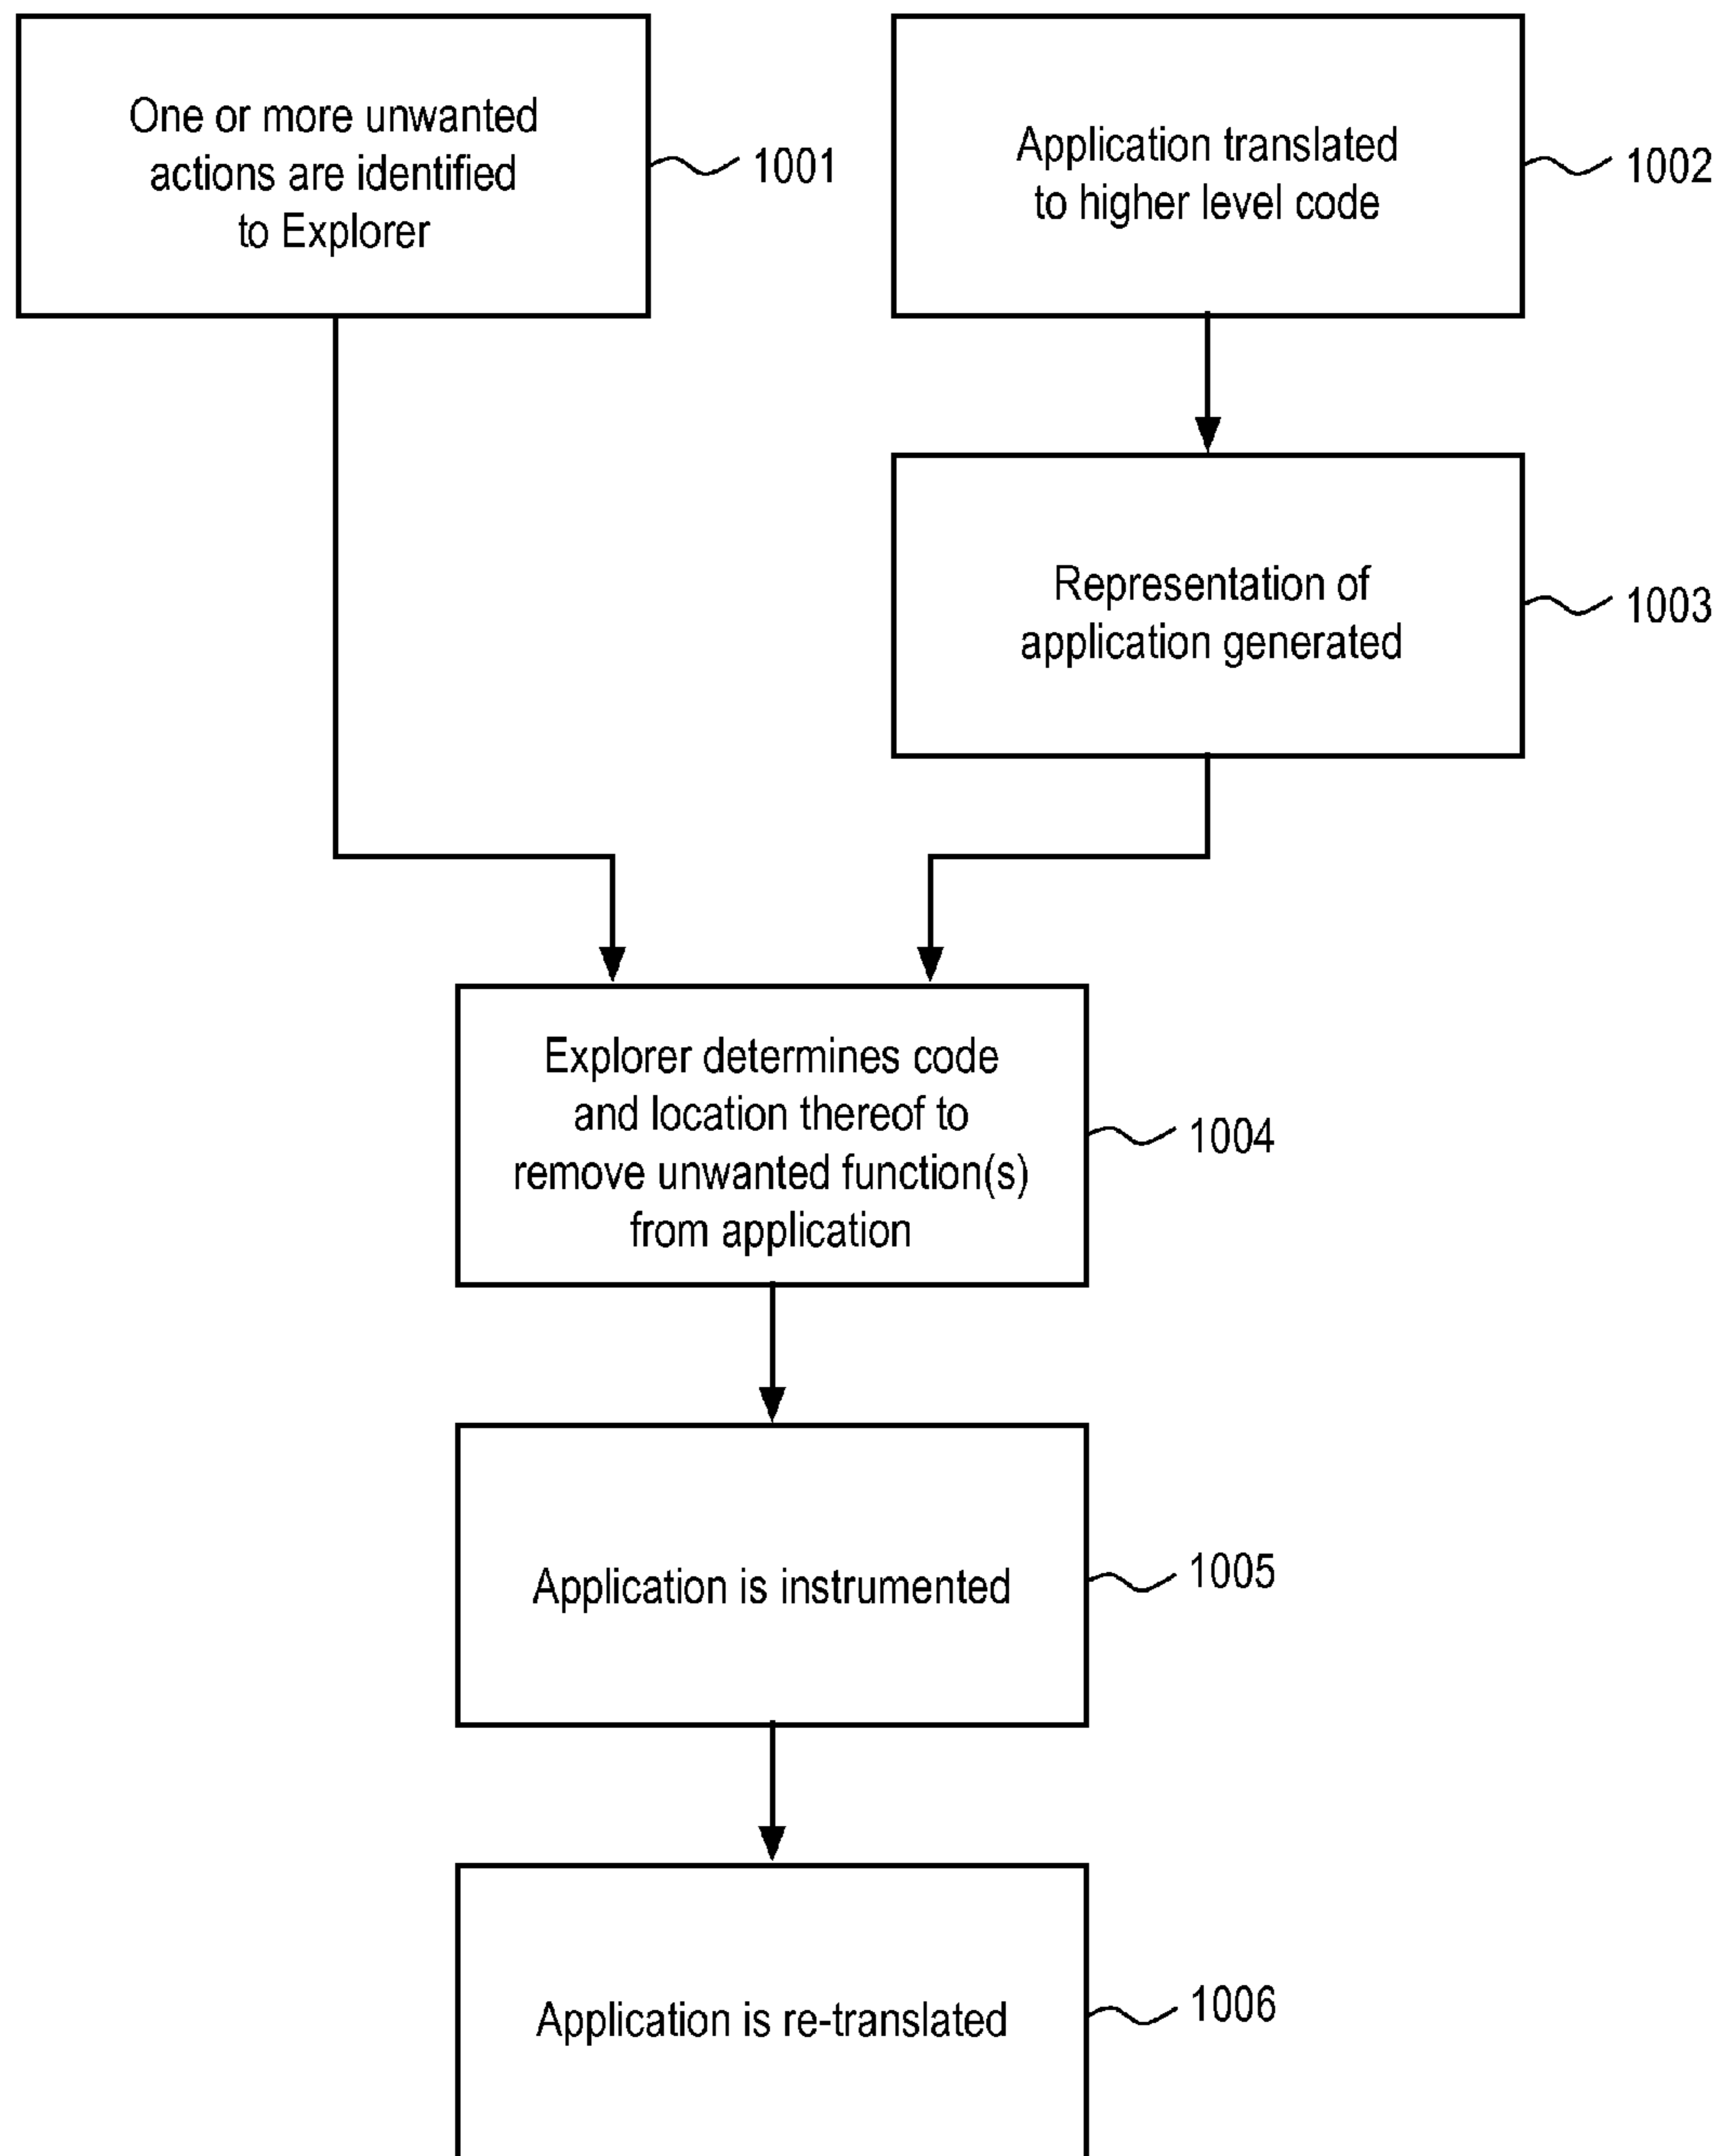 One or more unwanted
actions are identified
to Explorer
1001
Application translated
to higher level code
1002
Representation of
application generated
1003
Explorer determines code
and location thereof to
remove unwanted function(s)
from application
1004
Application is instrumented
1005
Application is re-translated
1006